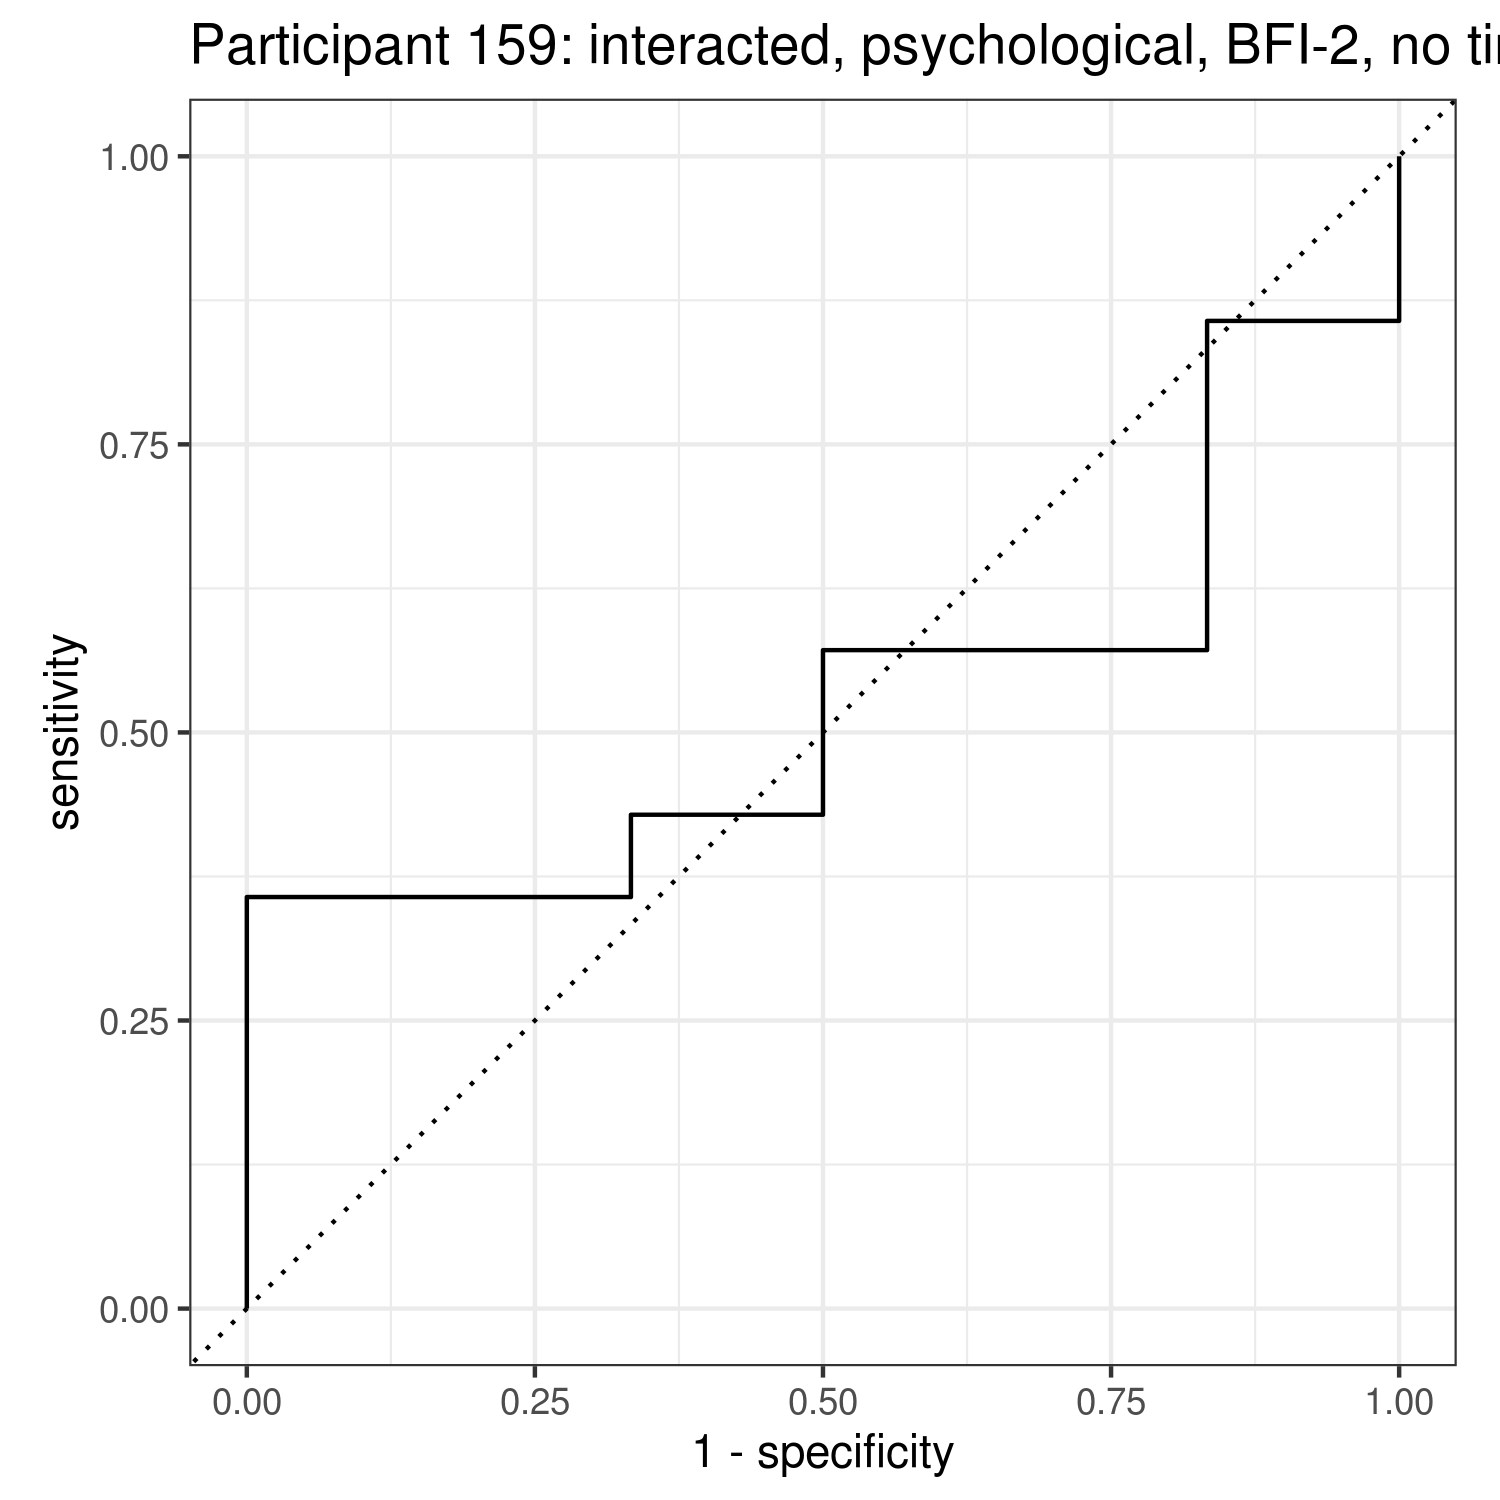 Participant 159: interacted, psychological, BFI-2, no
1.00
0.75
0.50
0.25
0.00
sensitivity
0.00 0.25 0.50 0.75 1.00
1 - specificity